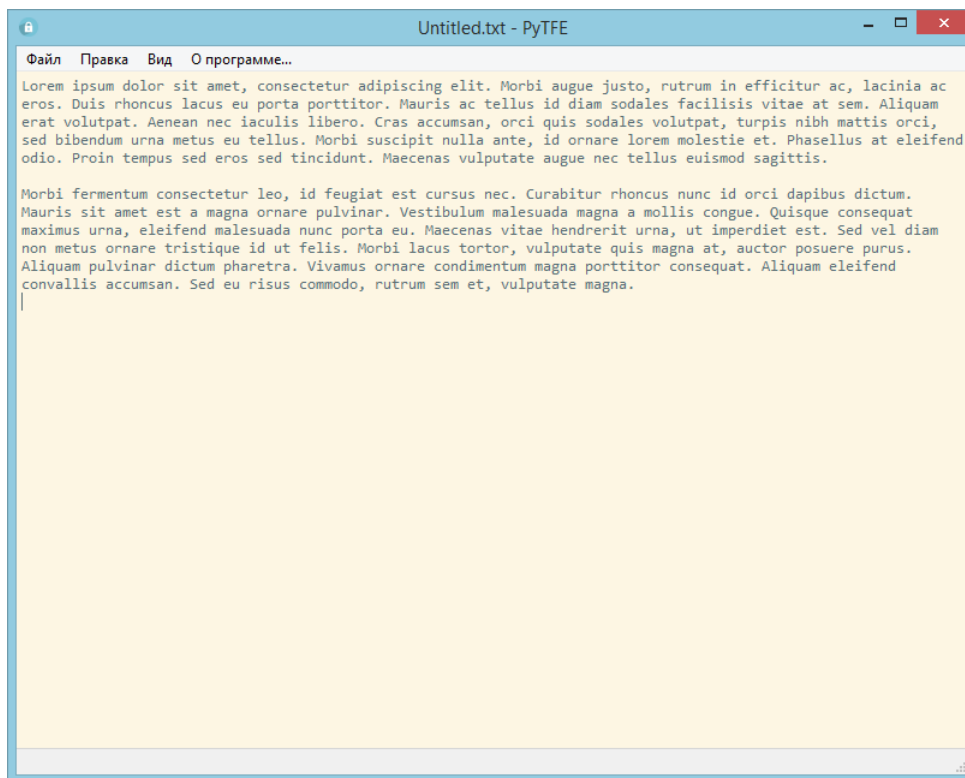 Untitled.txt - PyTFE
Файл Правка Вид О программе...
Lorem ipsum dolor sit amet, consectetur adipiscing elit. Morbi augue justo, rutrum in efficitur ac, lacinia ac
eros. Duis rhoncus lacus eu porta porttitor. Mauris ac tellus id diam sodales facilisis vitae at sem. Aliquam
erat volutpat. Aenean nec iaculis libero. Cras accumsan, orci quis sodales volutpat, turpis nibh mattis orci,
sed bibendum urna metus eu tellus. Morbi suscipit nulla ante, id ornare lorem molestie et. Phasellus at eleifend
odio. Proin tempus sed eros sed tincidunt. Maecenas vulputate augue nec tellus euismod sagittis.

Morbi fermentum consectetur leo, id feugiat est cursus nec. Curabitur rhoncus nunc id orci dapibus dictum.
Mauris sit amet est a magna ornare pulvinar. Vestibulum malesuada magna a mollis congue. Quisque consequat
maximus urna, eleifend malesuada nunc porta eu. Maecenas vitae hendrerit urna, ut imperdiet est. Sed vel diam
non metus ornare tristique id ut felis. Morbi lacus tortor, vulputate quis magna at, auctor posuere purus.
Aliquam pulvinar dictum pharetra. Vivamus ornare condimentum magna porttitor consequat. Aliquam eleifend
convallis accumsan. Sed eu risus commodo, rutrum sem et, vulputate magna.